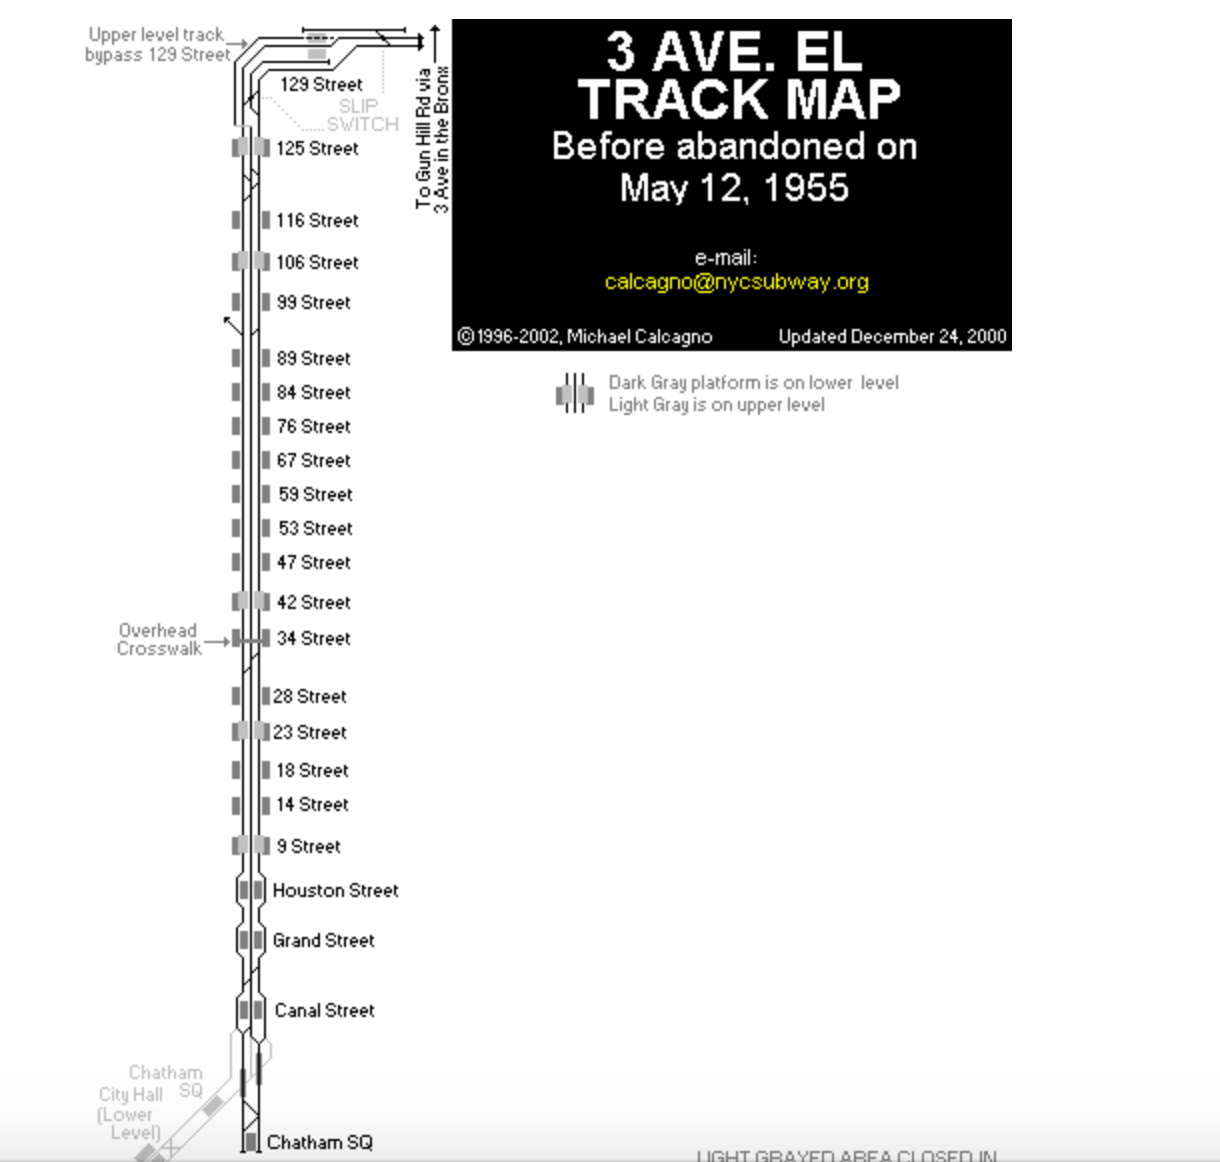 Upper level track
bypass 129 Street
129 Street
SLIP
SWITCH
To Gun Hill Rd via
3 Ave in the Bronx
3 AVE. EL
TRACK MAP
Before abandoned on
May 12, 1955
e-mail:
calcagno@nycsubway.org
©1996-2002, Michael Calcagno
Updated December 24, 2000
Dark Gray platform is on lower level
Light Gray is on upper level
125 Street
116 Street
106 Street
99 Street
89 Street
84 Street
76 Street
67 Street
59 Street
53 Street
47 Street
42 Street
Overhead
Crosswalk
34 Street
28 Street
23 Street
18 Street
14 Street
9 Street
Houston Street
Grand Street
Canal Street
Chatham
SQ
City Hall
(Lower
Level)
Chatham SQ
LIGHT GRAYED AREA CLOSED IN